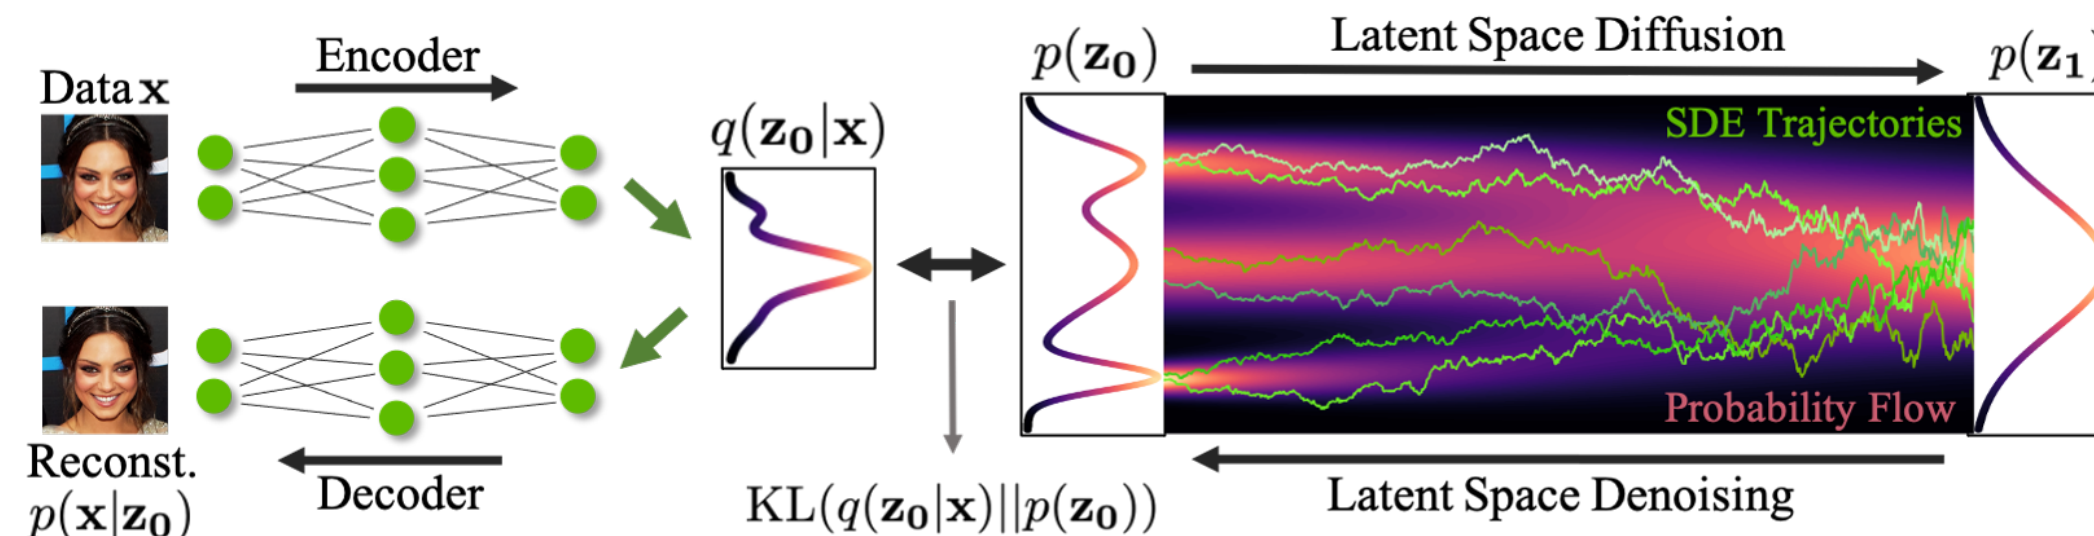 Data x
Encoder
q(z₀|x)
p(z₀)
Latent Space Diffusion
p(z₁)
SDE Trajectories
Probability Flow
Reconst.
p(x|z₀)
Decoder
KL(q(z₀|x)||p(z₀))
Latent Space Denoising